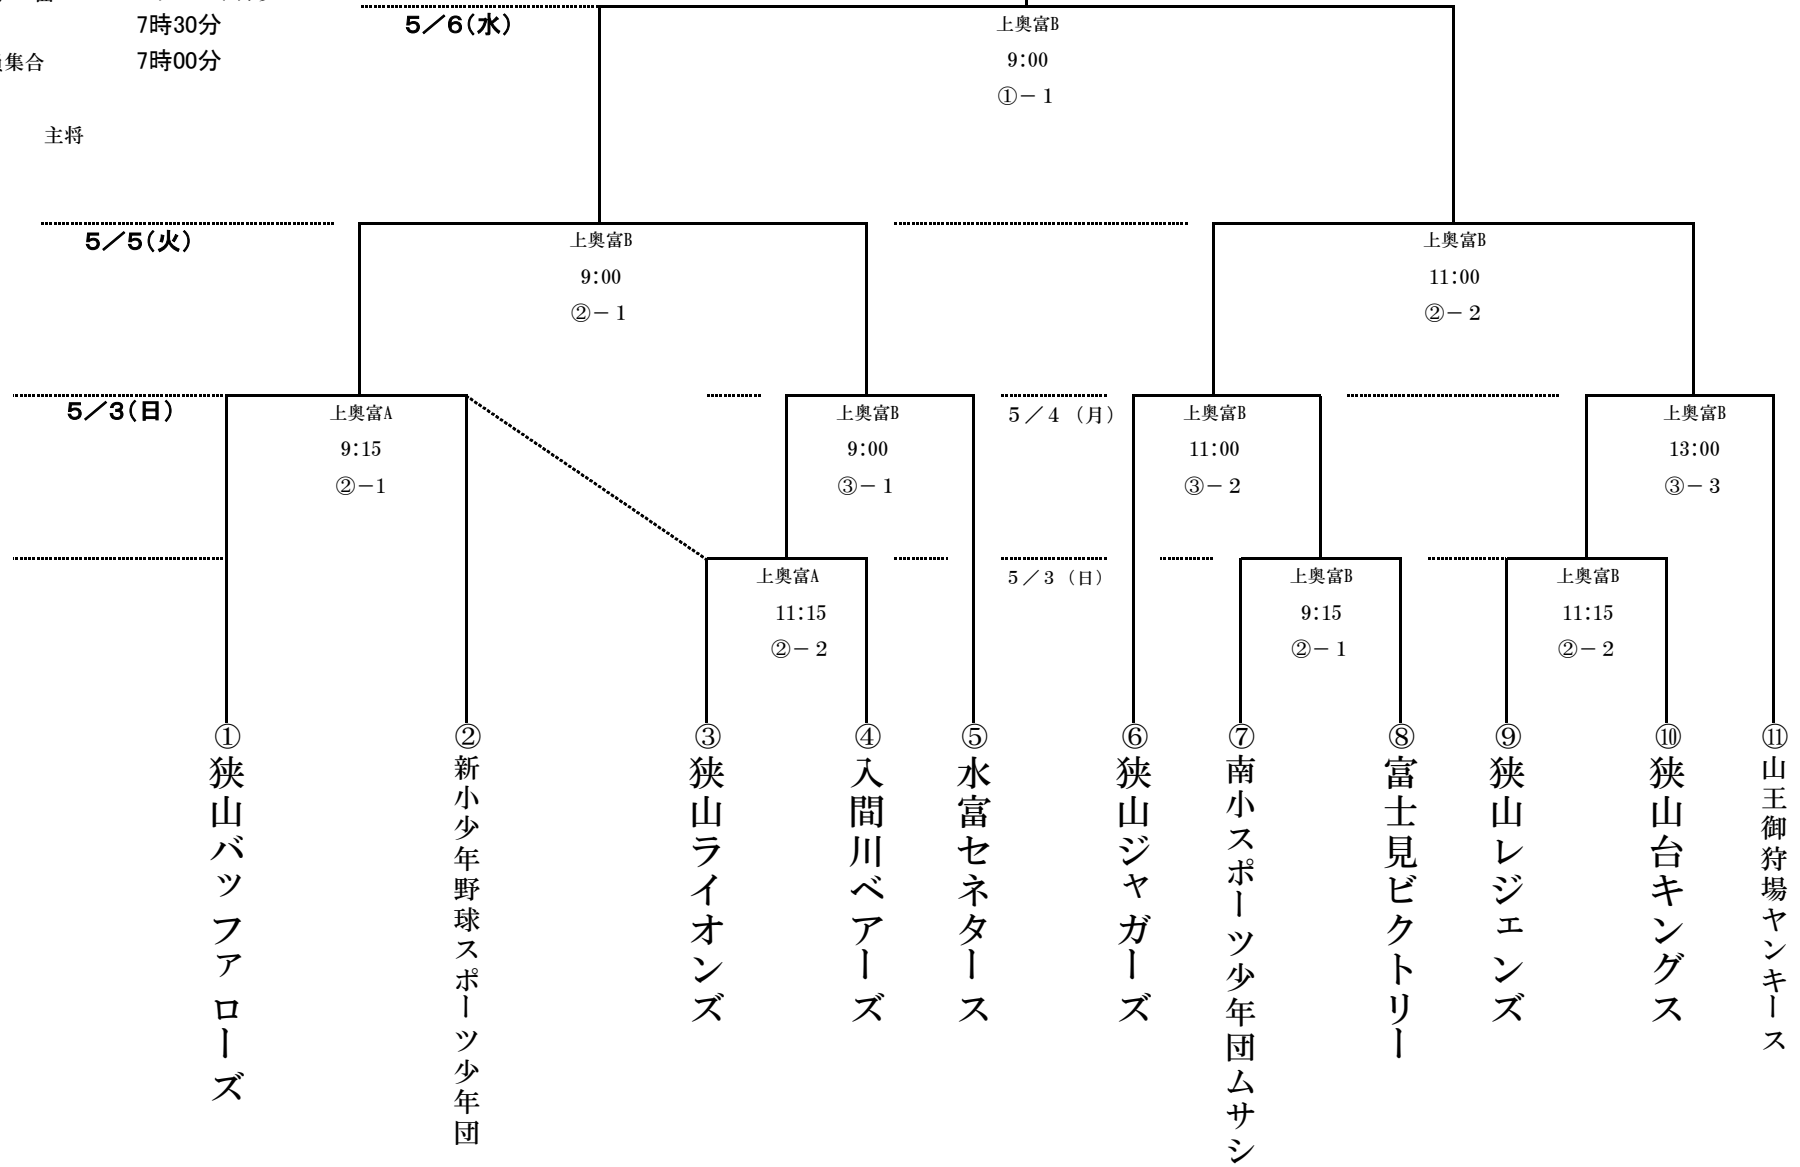 7時30分
5／6（水）
上奥富B
9:00
①－1
集合
7時00分
主将
5／5（火）
上奥富B
9:00
②－1
上奥富B
11:00
②－2
5／3（日）
上奥富A
9:15
②－1
上奥富B
9:00
③－1
5／4（月）
上奥富B
11:00
③－2
上奥富B
13:00
③－3
上奥富A
11:15
②－2
5／3（日）
上奥富B
9:15
②－1
上奥富B
11:15
②－2
①狭山バッファローズ
②新小少年野球スポーツ少年団
③狭山ライオンズ
④入間川ベアーズ
⑤水富セネタース
⑥狭山ジャガーズ
⑦南小スポーツ少年団ムサシ
⑧富士見ビクトリー
⑨狭山レジェンズ
⑩狭山台キングス
⑪山王御狩場ヤンキース